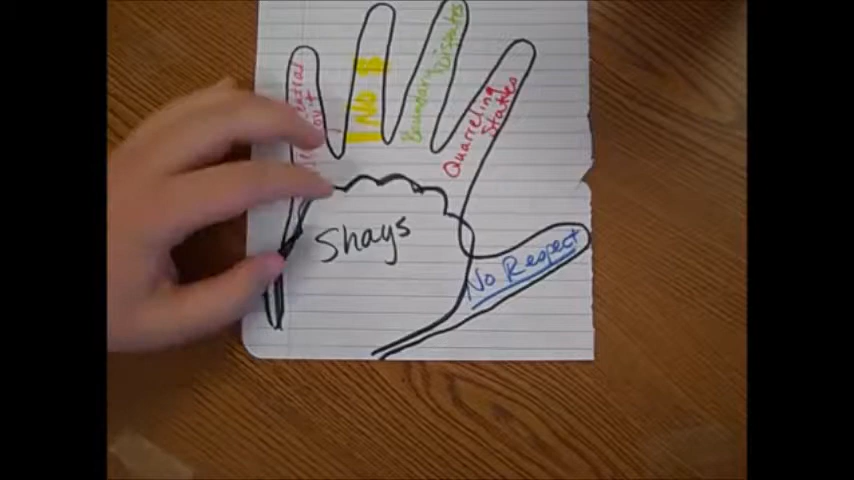 No $
Boundary Disputes
Quarreling
States
Shays
No Respect